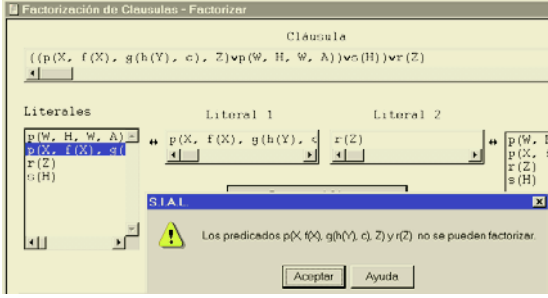 Factorización de Clausulas - Factorizar
Cláusula
((p(X, f(X), g(h(Y), c), Z)vp(W, H, W, A))vs(H))vr(Z)
Literales
Literal 1
Literal 2
p(W, H, W, A)
p(X, f(X), g(
r(Z)
s(H)
p(X, f(X), g(h(Y), c
r(Z)
p(W, H
p(X,
r(Z)
s(H)
S.I.A.L.
Los predicados p(X, f(X), g(h(Y), c), Z) y r(Z) no se pueden factorizar.
Aceptar
Ayuda